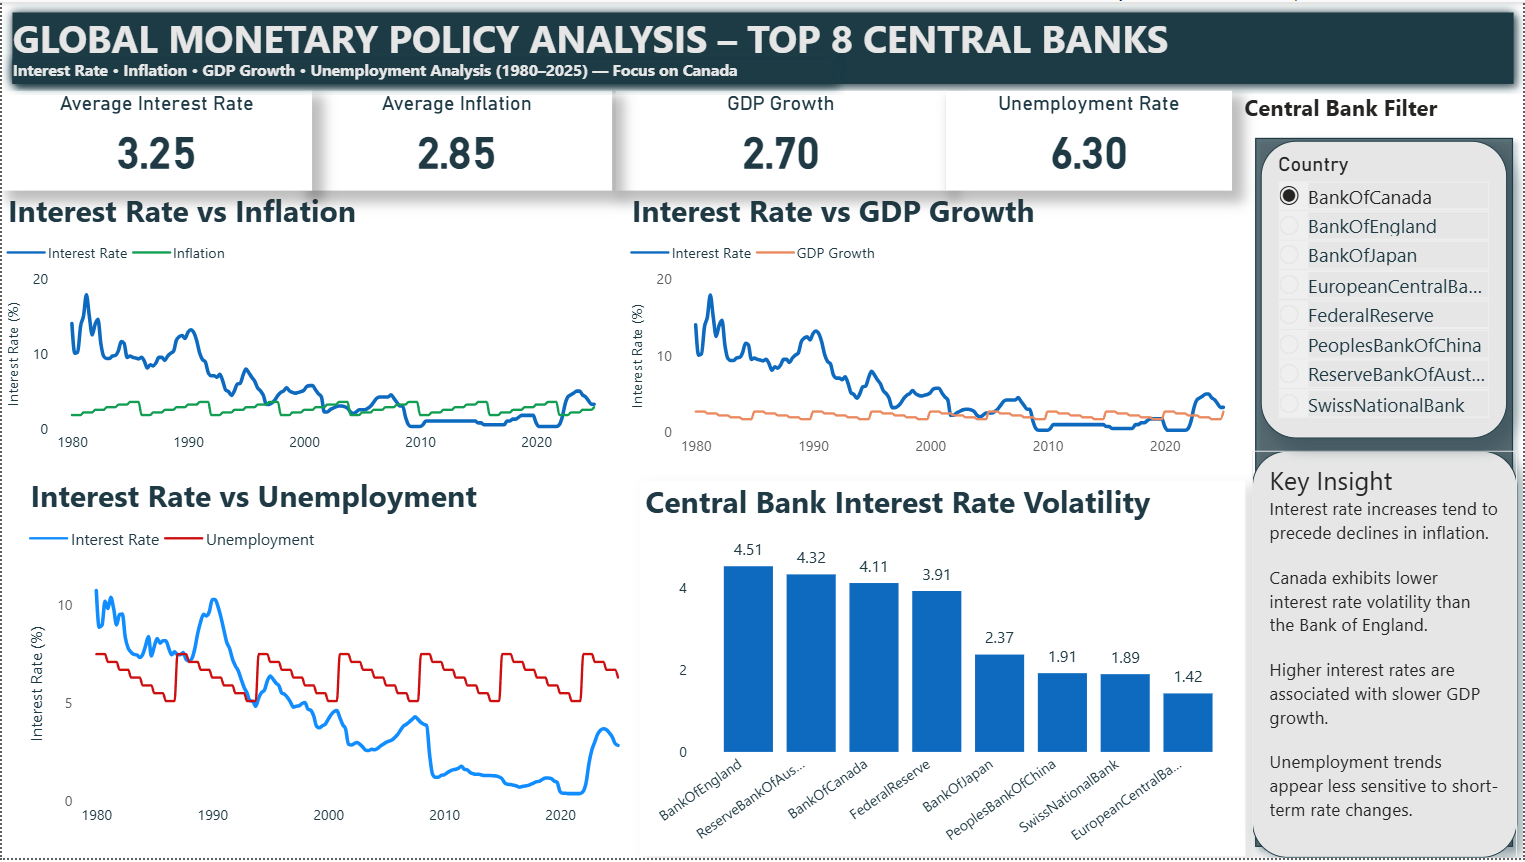 GLOBAL MONETARY POLICY ANALYSIS – TOP 8 CENTRAL BANKS
Interest Rate • Inflation • GDP Growth • Unemployment Analysis (1980–2025) — Focus on Canada
Average Interest Rate
3.25
Average Inflation
2.85
GDP Growth
2.70
Unemployment Rate
6.30
Central Bank Filter
Country
BankOfCanada
BankOfEngland
BankOfJapan
EuropeanCentralBa...
FederalReserve
PeoplesBankOfChina
ReserveBankOfAust...
SwissNationalBank
Interest Rate vs Inflation
Interest Rate Inflation
Interest Rate (%)
20
10
0
1980 1990 2000 2010 2020
Interest Rate vs GDP Growth
Interest Rate GDP Growth
Interest Rate (%)
20
10
0
1980 1990 2000 2010 2020
Interest Rate vs Unemployment
Interest Rate Unemployment
Interest Rate (%)
10
5
0
1980 1990 2000 2010 2020
Central Bank Interest Rate Volatility
4.51 4.32 4.11 3.91 2.37 1.91 1.89 1.42
4
2
0
BankOfEngland
ReserveBankOfAus...
BankOfCanada
FederalReserve
BankOfJapan
PeoplesBankOfChina
SwissNationalBank
EuropeanCentralBa...
Key Insight
Interest rate increases tend to
precede declines in inflation.
Canada exhibits lower
interest rate volatility than
the Bank of England.
Higher interest rates are
associated with slower GDP
growth.
Unemployment trends
appear less sensitive to short-
term rate changes.